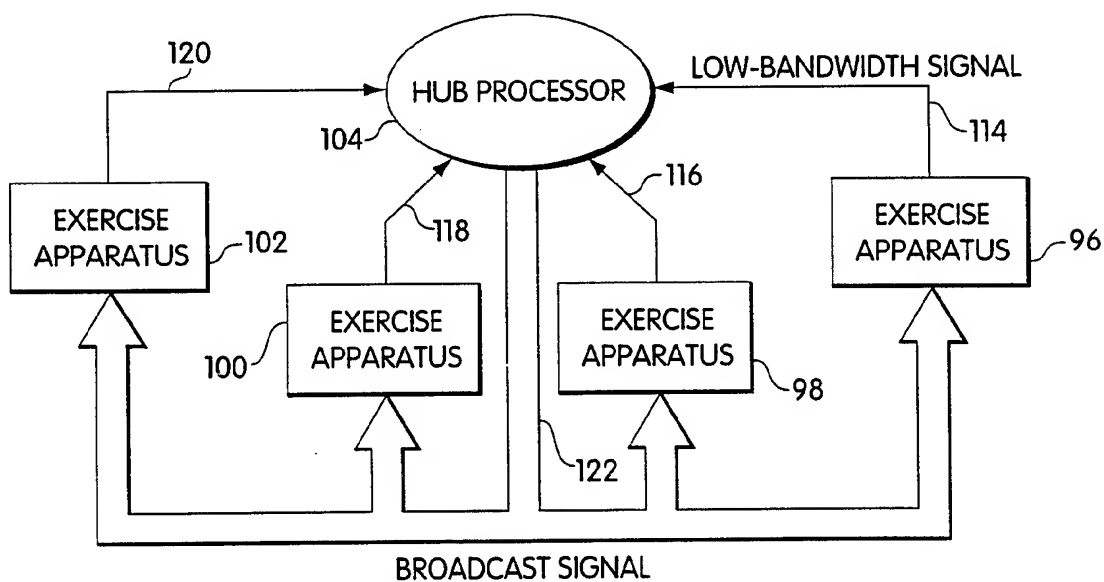 120
LOW-BANDWIDTH SIGNAL
HUB PROCESSOR
104
114
116
118
EXERCISE
APPARATUS
102
EXERCISE
APPARATUS
96
EXERCISE
APPARATUS
100
EXERCISE
APPARATUS
98
122
BROADCAST SIGNAL